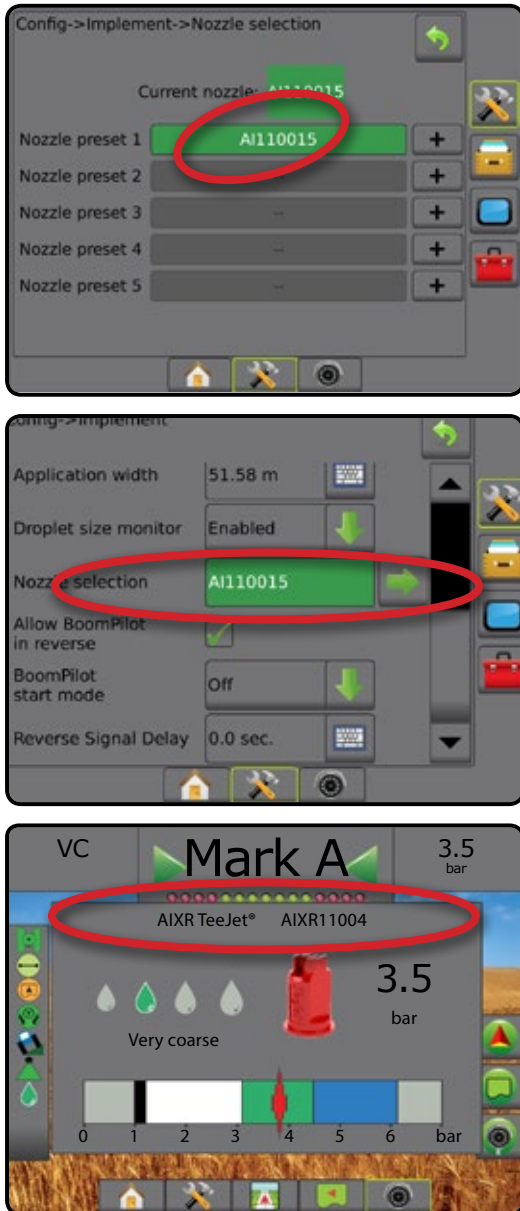 Config->Implement->Nozzle selection
Current nozzle: AI110015
Nozzle preset 1 AI110015 +
Nozzle preset 2 -- +
Nozzle preset 3 -- +
Nozzle preset 4 -- +
Nozzle preset 5 -- +
Config->Implement
Application width 51.58 m
Droplet size monitor Enabled
Nozzle selection AI110015
Allow BoomPilot
in reverse
BoomPilot
start mode Off
Reverse Signal Delay 0.0 sec.
VC Mark A 3.5
bar
AIXR TeeJet® AIXR11004
3.5
bar
Very coarse
0 1 2 3 4 5 6 bar